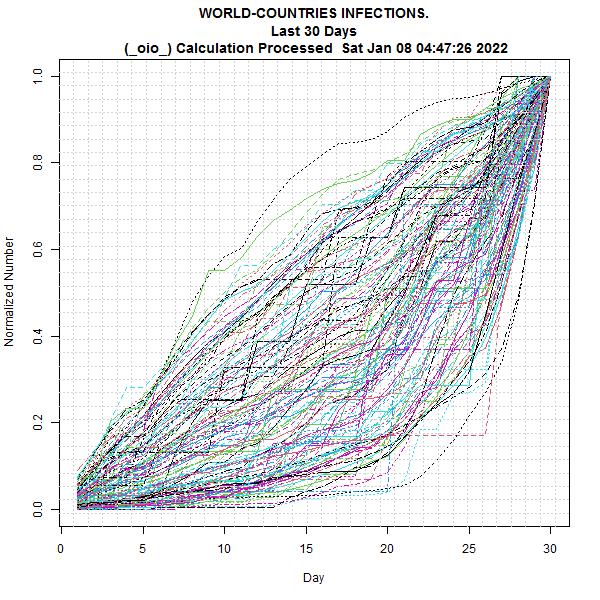 WORLD-COUNTRIES INFECTIONS.
Last 30 Days
(_oio_) Calculation Processed  Sat Jan 08 04:47:26 2022
1.0
0.8
0.6
0.4
0.2
0.0
Normalized Number
0 5 10 15 20 25 30
Day